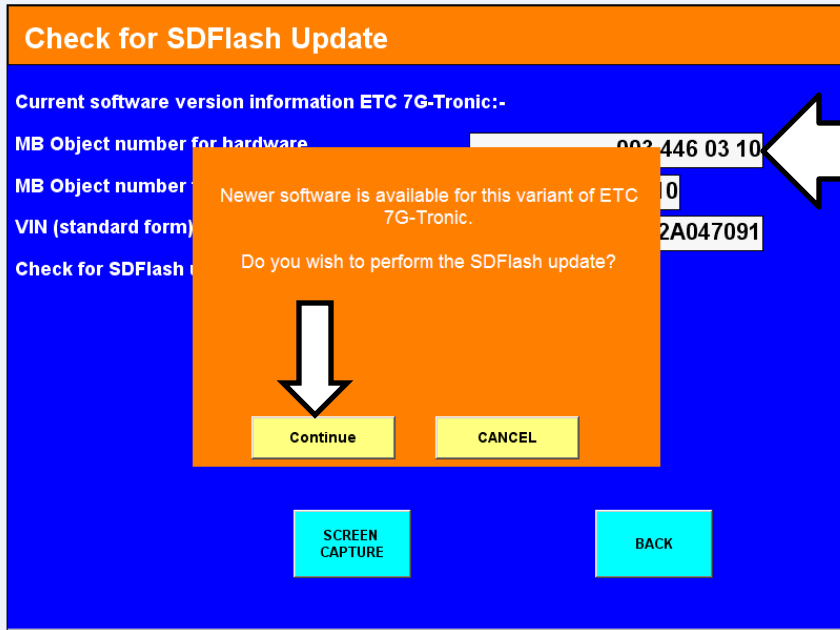 Check for SDFlash Update
Current software version information ETC 7G-Tronic:-
MB Object number for hardware
446 03 10
MB Object number
10
VIN (standard form)
2A047091
Check for SDFlash
Newer software is available for this variant of ETC
7G-Tronic.
Do you wish to perform the SDFlash update?
Continue
CANCEL
SCREEN
CAPTURE
BACK